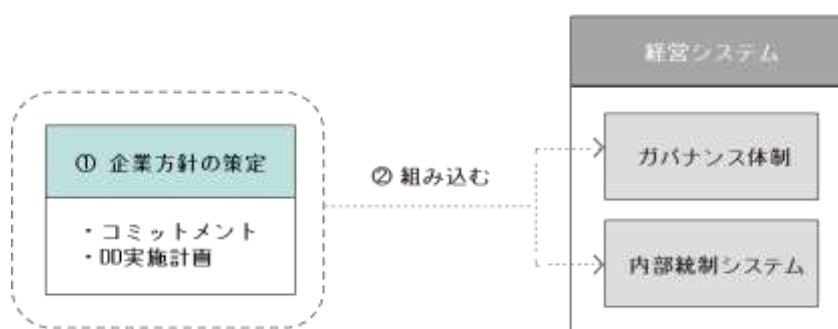 経営システム
① 企業方針の策定
・コミットメント
・DD実施計画
② 組み込む
ガバナンス体制
内部統制システム